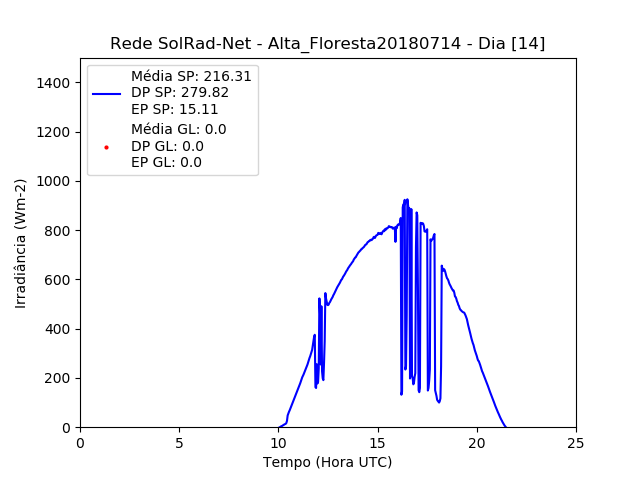 Rede SolRad-Net - Alta_Floresta20180714 - Dia [14]
Média SP: 216.31
DP SP: 279.82
EP SP: 15.11
Média GL: 0.0
DP GL: 0.0
EP GL: 0.0
Irradiância (Wm-2)
1400
1200
1000
800
600
400
200
0
0 5 10 15 20 25
Tempo (Hora UTC)